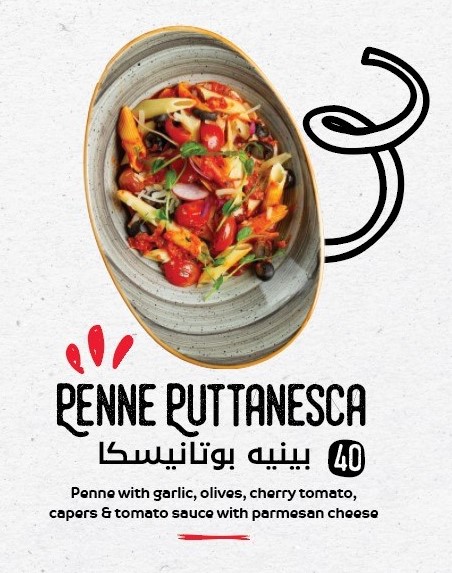 PENNE PUTTANESCA
بينيه بوتانيسكا 40
Penne with garlic, olives, cherry tomato,
capers & tomato sauce with parmesan cheese